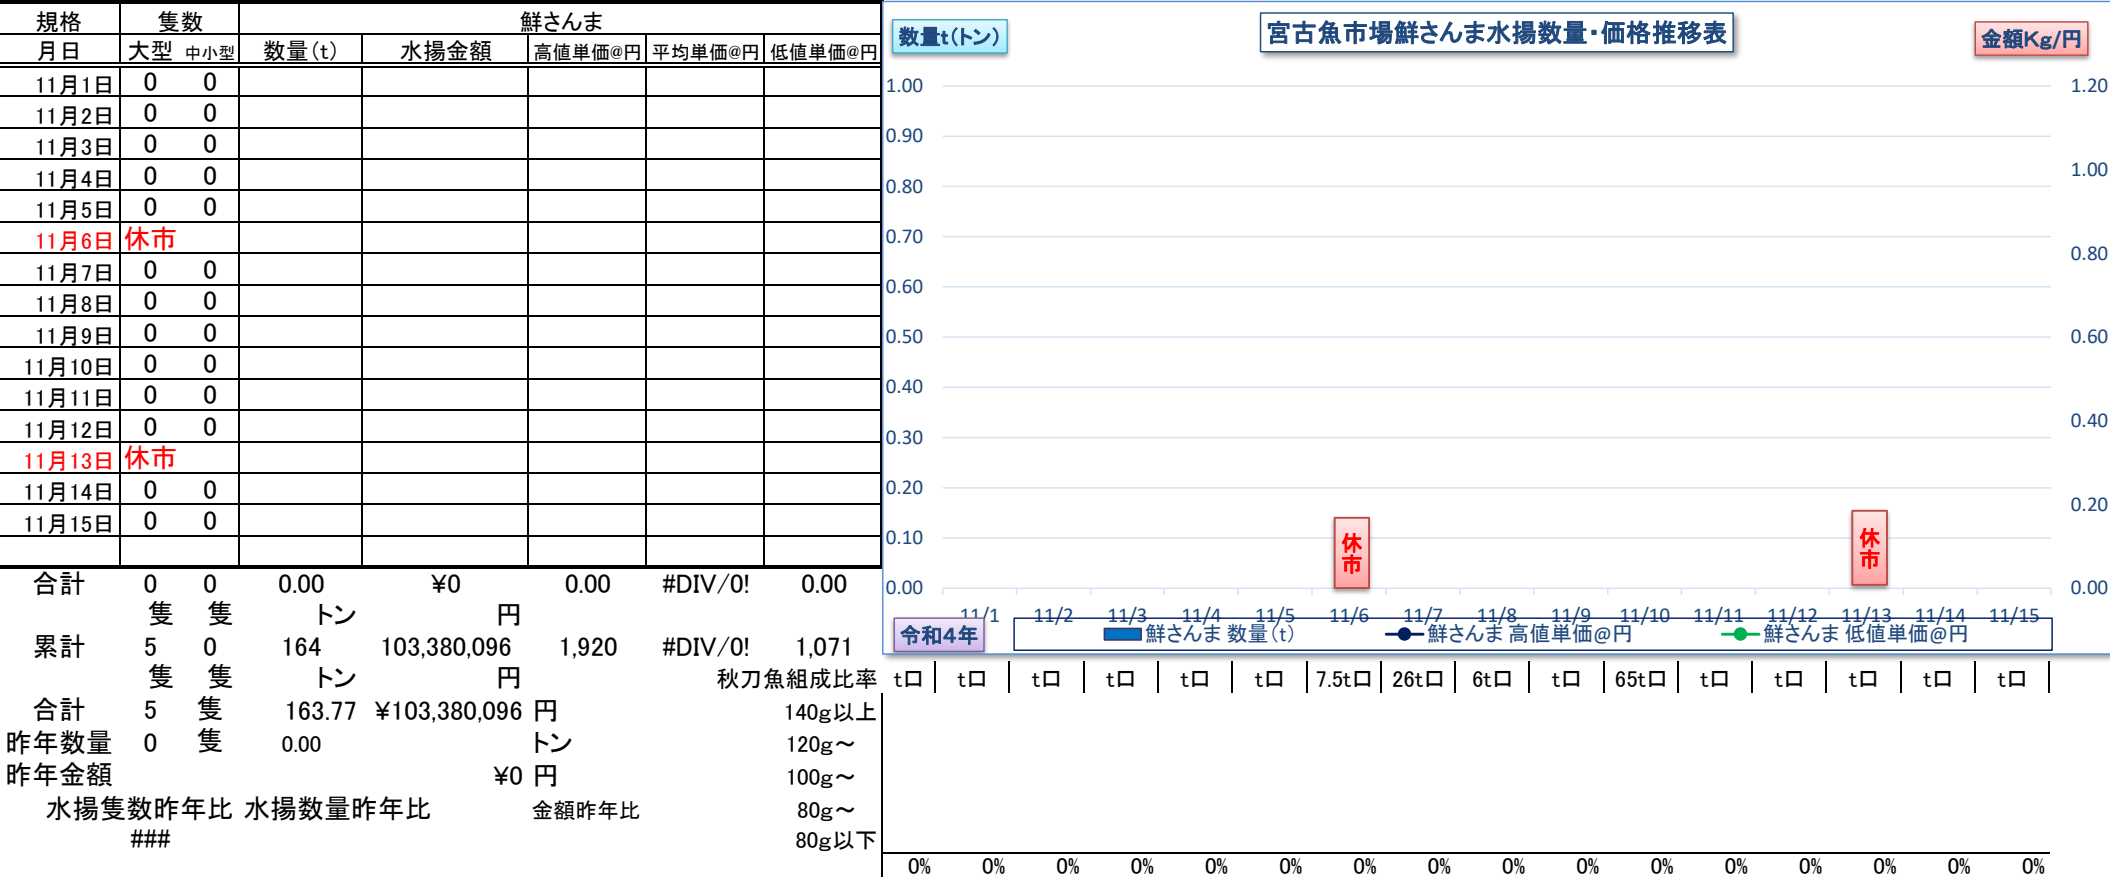 規格 隻数 鮮さんま
月日 大型 中小型 数量(t) 水揚金額 高値単価@円 平均単価@円 低値単価@円
11月1日 0 0
11月2日 0 0
11月3日 0 0
11月4日 0 0
11月5日 0 0
11月6日 休市
11月7日 0 0
11月8日 0 0
11月9日 0 0
11月10日 0 0
11月11日 0 0
11月12日 0 0
11月13日 休市
11月14日 0 0
11月15日 0 0
合計 0 0 0.00 ¥0 0.00 #DIV/0! 0.00
隻 隻 トン 円
累計 5 0 164 103,380,096 1,920 #DIV/0! 1,071
隻 隻 トン 円
合計 5 隻 163.77 ¥103,380,096 円
昨年数量 0 隻 0.00 トン
昨年金額 ¥0 円
水揚隻数昨年比 水揚数量昨年比 金額昨年比
###
数量t(トン)
宮古魚市場鮮さんま水揚数量・価格推移表
金額Kg/円
1.00
0.90
0.80
0.70
0.60
0.50
0.40
0.30
0.20
0.10
0.00
1.20
1.00
0.80
0.60
0.40
0.20
0.00
休市
休市
11/1 11/2 11/3 11/4 11/5 11/6 11/7 11/8 11/9 11/10 11/11 11/12 11/13 11/14 11/15
令和4年
鮮さんま 数量(t) 鮮さんま 高値単価@円 鮮さんま 低値単価@円
秋刀魚組成比率 t口 t口 t口 t口 t口 t口 7.5t口 26t口 6t口 t口 65t口 t口 t口 t口 t口 t口
140g以上
120g～
100g～
80g～
80g以下
0% 0% 0% 0% 0% 0% 0% 0% 0% 0% 0% 0% 0% 0% 0% 0%